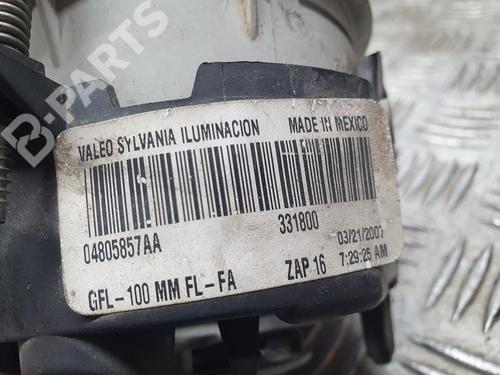 VALEO SYLVANIA ILUMINACION MADE IN MEXICO
04805857AA 331800 03/21/2007
GFL-100 MM FL-FA ZAP 16 7:29:25 AM
B-PARTS